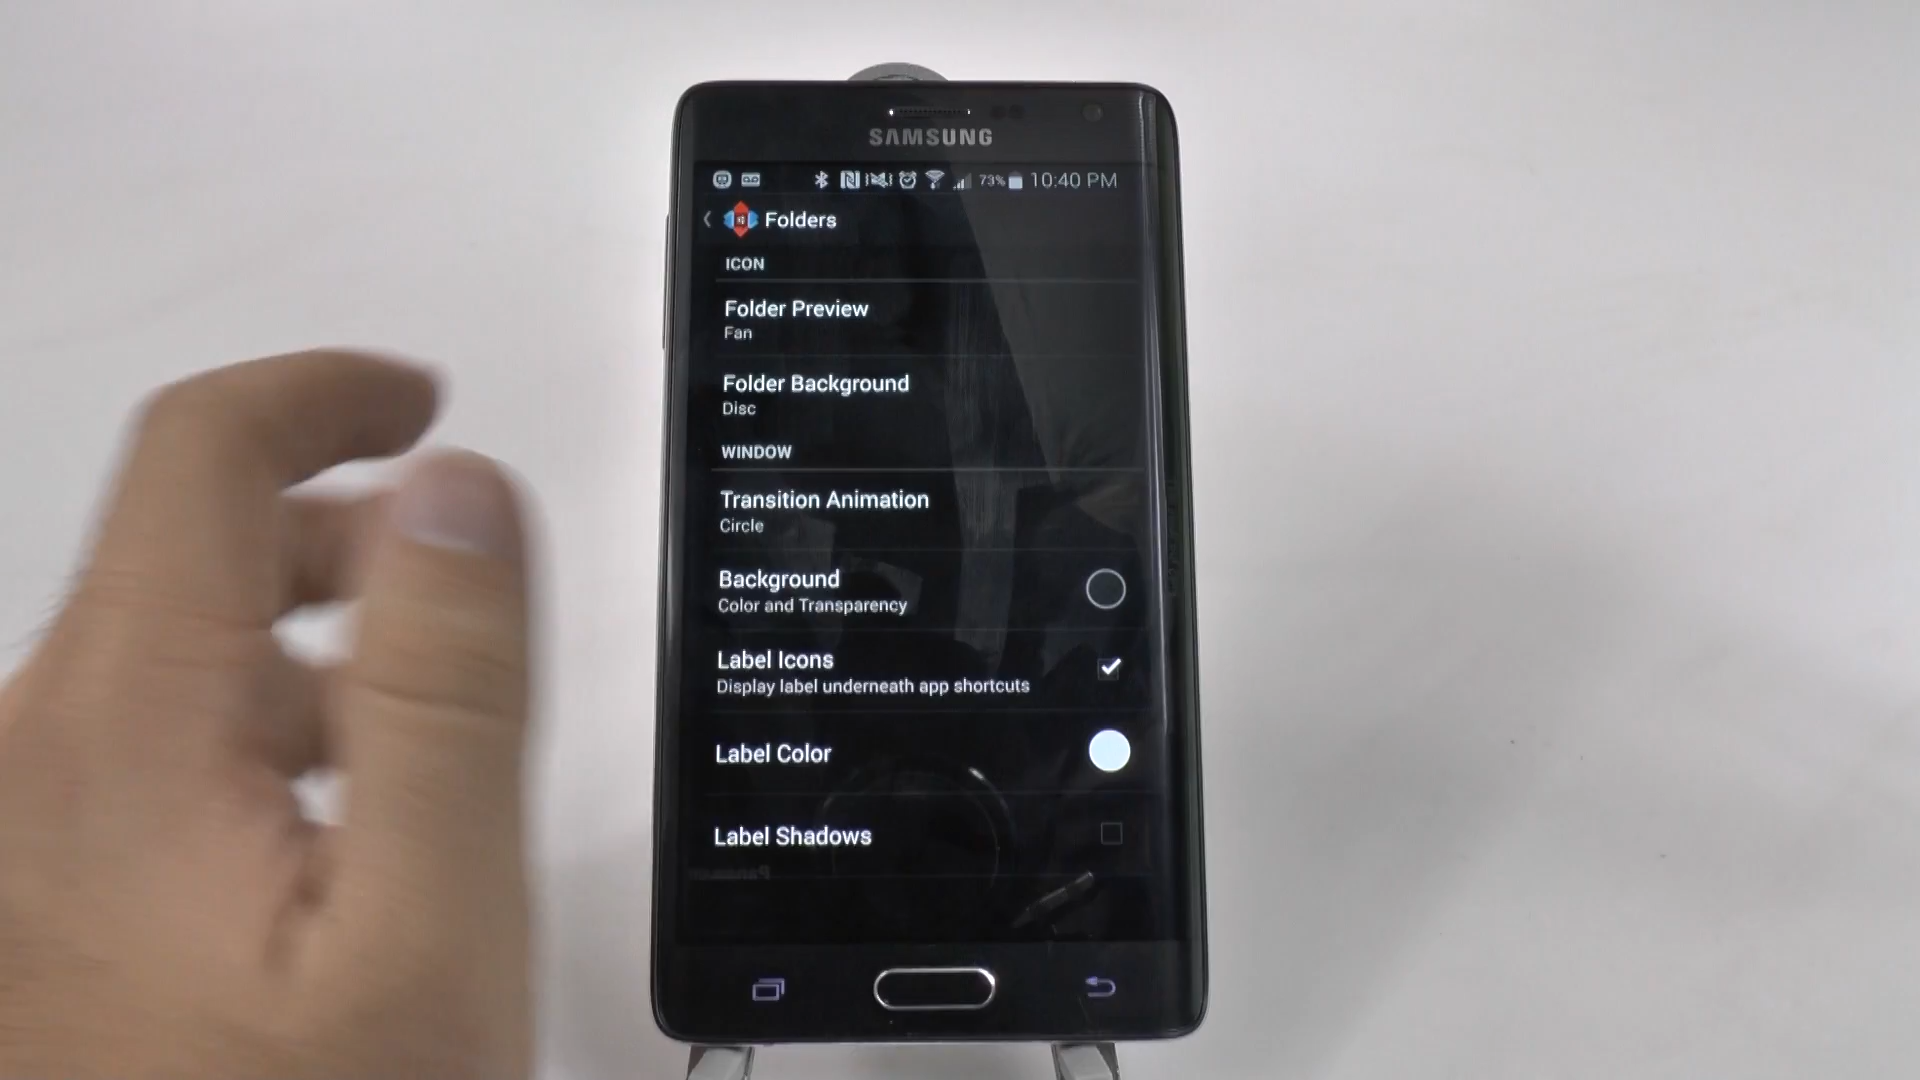 SAMSUNG
73% 10:40 PM
Folders
ICON
Folder Preview
Fan
Folder Background
Disc
WINDOW
Transition Animation
Circle
Background
Color and Transparency
Label Icons
Display label underneath app shortcuts
Label Color
Label Shadows